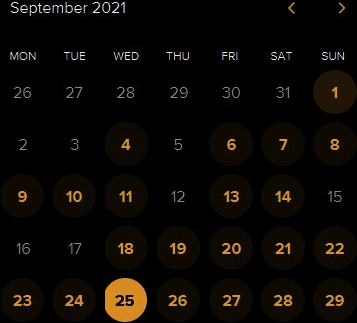 September 2021
MON TUE WED THU FRI SAT SUN
26 27 28 29 30 31 1
2 3 4 5 6 7 8
9 10 11 12 13 14 15
16 17 18 19 20 21 22
23 24 25 26 27 28 29